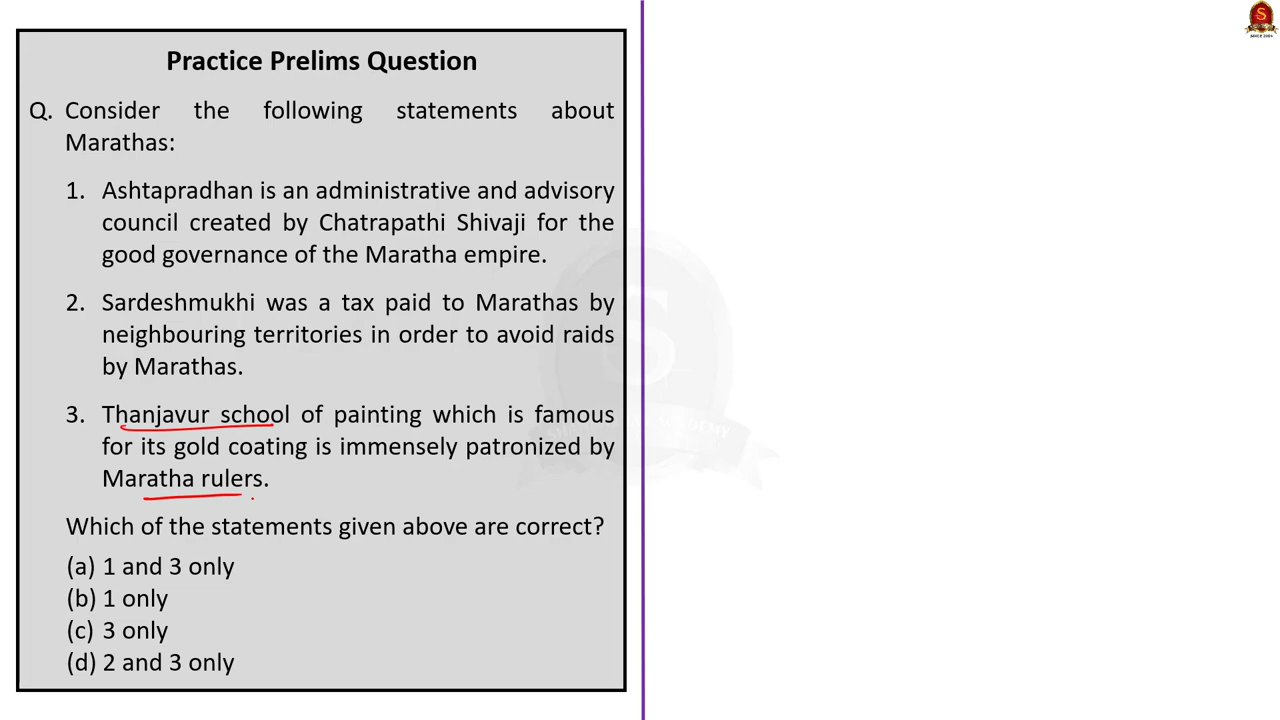 Practice Prelims Question
Q. Consider the following statements about
Marathas:
1. Ashtapradhan is an administrative and advisory
council created by Chatrapathi Shivaji for the
good governance of the Maratha empire.
2. Sardeshmukhi was a tax paid to Marathas by
neighbouring territories in order to avoid raids
by Marathas.
3. Thanjavur school of painting which is famous
for its gold coating is immensely patronized by
Maratha rulers.
Which of the statements given above are correct?
(a) 1 and 3 only
(b) 1 only
(c) 3 only
(d) 2 and 3 only
S
SINCE 2004